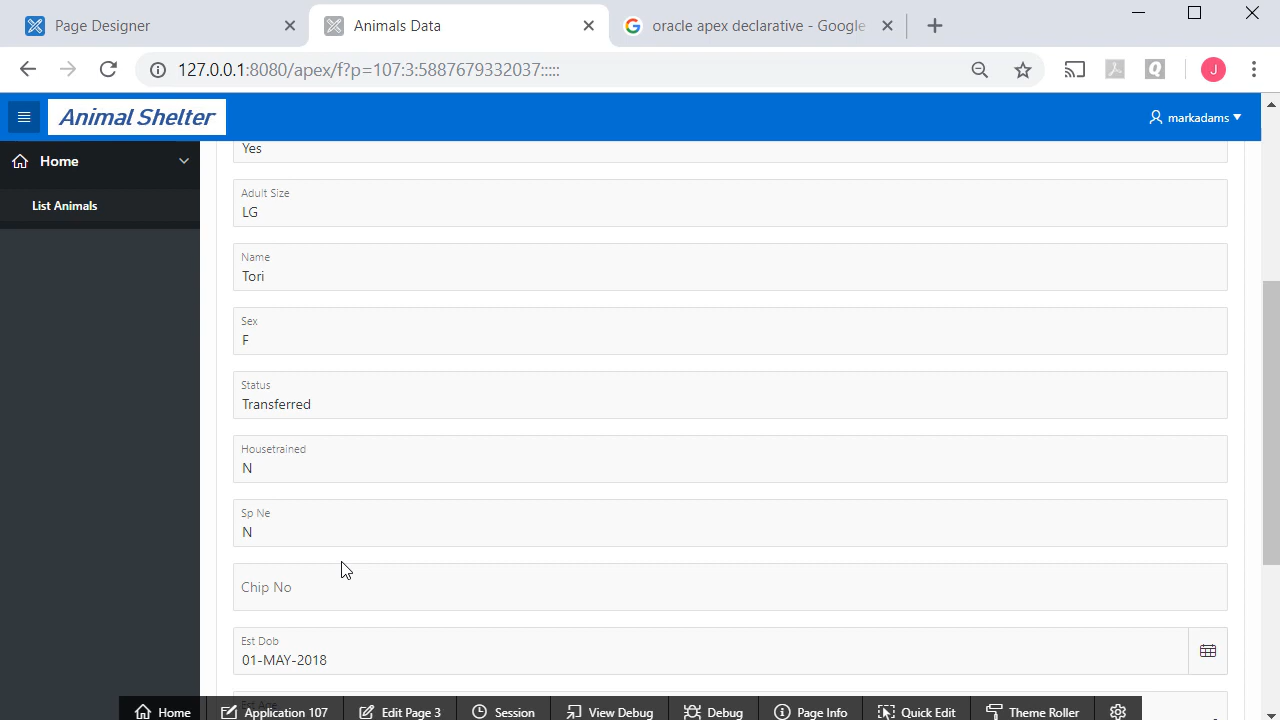 Page Designer
Animals Data
oracle apex declarative - Google
127.0.0.1:8080/apex/f?p=107:3:5887679332037:::::
J
Animal Shelter
markadams
Home
List Animals
Yes
Adult Size
LG
Name
Tori
Sex
F
Status
Transferred
Housetrained
N
Sp Ne
N
Chip No
Est Dob
01-MAY-2018
Est Age
Home
Application 107
Edit Page 3
Session
View Debug
Debug
Page Info
Quick Edit
Theme Roller